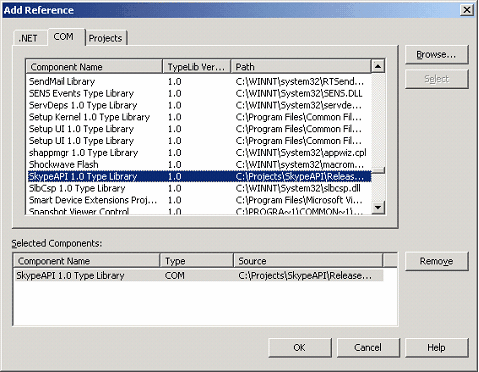 Add Reference
.NET COM Projects
Browse...
Component Name TypeLib Ver... Path
Select
SendMail Library 1.0 C:\WINNT\system32\RTSend...
SENS Events Type Library 1.0 C:\WINNT\System32\SENS.DLL
ServDeps 1.0 Type Library 1.0 C:\WINNT\system32\servde...
Setup Kernel 1.0 Type Library 1.0 C:\Program Files\Common Fil...
Setup UI 1.0 Type Library 1.0 C:\Program Files\Common Fil...
Setup UI 1.0 Type Library 1.0 C:\Program Files\Common Fil...
shappmgr 1.0 Type Library 1.0 C:\WINNT\System32\appwiz.cpl
Shockwave Flash 1.0 C:\WINNT\system32\macrom...
SkypeAPI 1.0 Type Library 1.0 C:\Projects\SkypeAPI\Releas...
SlbCsp 1.0 Type Library 1.0 C:\WINNT\System32\slbcsp.dll
Smart Device Extensions Proj... 1.0 C:\Program Files\Microsoft Vi...
Snapshot Viewer Control 1.0 C:\PROGRA~1\COMMON~1...
Selected Components:
Component Name Type Source
Remove
SkypeAPI 1.0 Type Library COM C:\Projects\SkypeAPI\Release...
OK Cancel Help